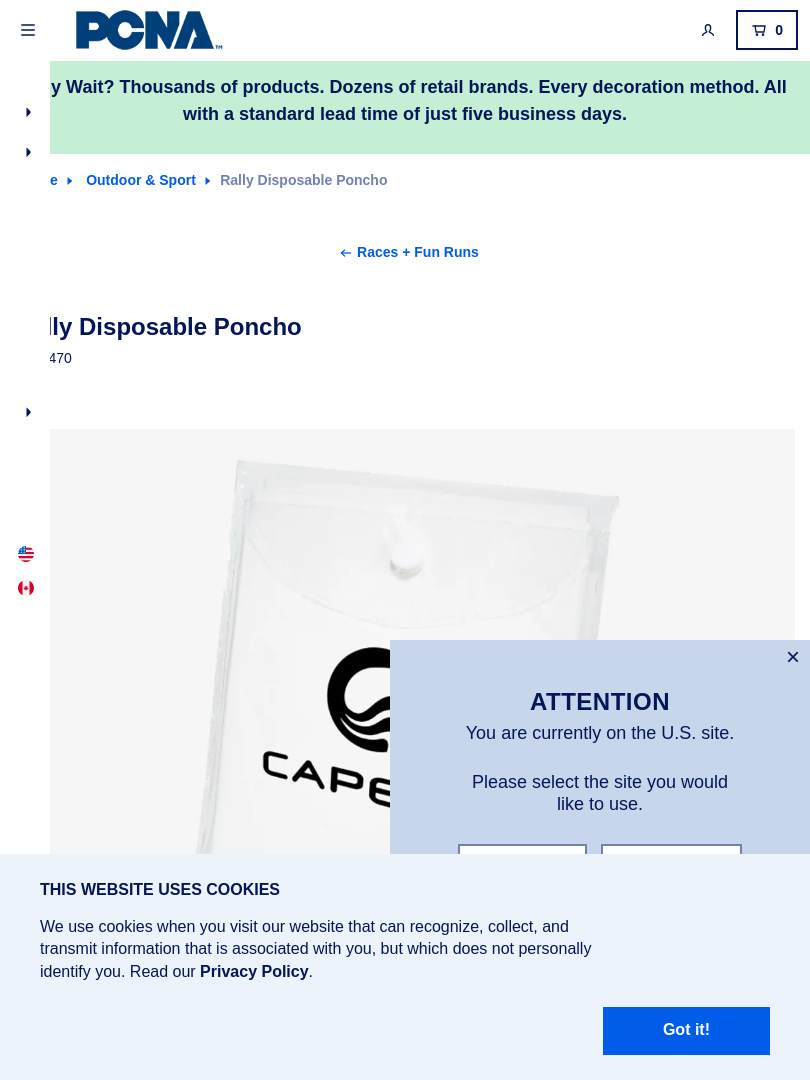 PCNA™
0
y Wait? Thousands of products. Dozens of retail brands. Every decoration method. All
with a standard lead time of just five business days.
e Outdoor & Sport Rally Disposable Poncho
← Races + Fun Runs
lly Disposable Poncho
470
CAPE
×
ATTENTION
You are currently on the U.S. site.
Please select the site you would
like to use.
THIS WEBSITE USES COOKIES
We use cookies when you visit our website that can recognize, collect, and
transmit information that is associated with you, but which does not personally
identify you. Read our Privacy Policy.
Got it!